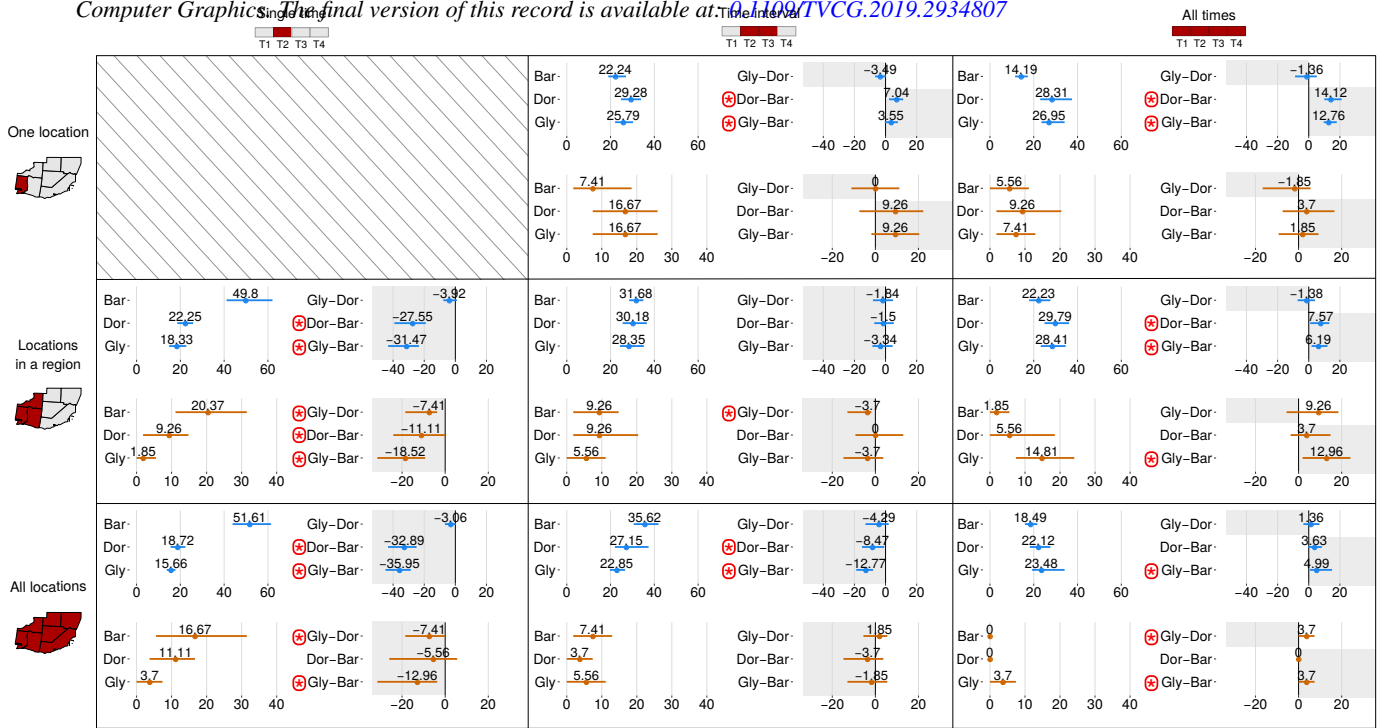 Computer Graphics. The final version of this record is available at: 0.1109/TVCG.2019.2934807
Single time
Time interval
All times
T1 T2 T3 T4
T1 T2 T3 T4
T1 T2 T3 T4
One location
Bar 22.24
Dor 29.28
Gly 25.79
0 20 40 60
Gly−Dor −3.49
* Dor−Bar 7.04
* Gly−Bar 3.55
−40 −20 0 20
Bar 14.19
Dor 28.31
Gly 26.95
0 20 40 60
Gly−Dor −1.36
* Dor−Bar 14.12
* Gly−Bar 12.76
−40 −20 0 20
Bar 7.41
Dor 16.67
Gly 16.67
0 10 20 30 40
Gly−Dor 0
Dor−Bar 9.26
Gly−Bar 9.26
−20 0 20
Bar 5.56
Dor 9.26
Gly 7.41
0 10 20 30 40
Gly−Dor −1.85
Dor−Bar 3.7
Gly−Bar 1.85
−20 0 20
Locations
in a region
Bar 49.8
Dor 22.25
Gly 18.33
0 20 40 60
Gly−Dor −3.92
* Dor−Bar −27.55
* Gly−Bar −31.47
−40 −20 0 20
Bar 31.68
Dor 30.18
Gly 28.35
0 20 40 60
Gly−Dor −1.84
Dor−Bar −1.5
Gly−Bar −3.34
−40 −20 0 20
Bar 22.23
Dor 29.79
Gly 28.41
0 20 40 60
Gly−Dor −1.38
* Dor−Bar 7.57
* Gly−Bar 6.19
−40 −20 0 20
Bar 20.37
Dor 9.26
Gly 1.85
0 10 20 30 40
* Gly−Dor −7.41
* Dor−Bar −11.11
* Gly−Bar −18.52
−20 0 20
Bar 9.26
Dor 9.26
Gly 5.56
0 10 20 30 40
* Gly−Dor −3.7
Dor−Bar 0
Gly−Bar −3.7
−20 0 20
Bar 1.85
Dor 5.56
Gly 14.81
0 10 20 30 40
Gly−Dor 9.26
Dor−Bar 3.7
* Gly−Bar 12.96
−20 0 20
All locations
Bar 51.61
Dor 18.72
Gly 15.66
0 20 40 60
Gly−Dor −3.06
* Dor−Bar −32.89
* Gly−Bar −35.95
−40 −20 0 20
Bar 35.62
Dor 27.15
Gly 22.85
0 20 40 60
Gly−Dor −4.29
* Dor−Bar −8.47
* Gly−Bar −12.77
−40 −20 0 20
Bar 18.49
Dor 22.12
Gly 23.48
0 20 40 60
Gly−Dor 1.36
Dor−Bar 3.63
* Gly−Bar 4.99
−40 −20 0 20
Bar 16.67
Dor 11.11
Gly 3.7
0 10 20 30 40
* Gly−Dor −7.41
Dor−Bar −5.56
* Gly−Bar −12.96
−20 0 20
Bar 7.41
Dor 3.7
Gly 5.56
0 10 20 30 40
Gly−Dor 1.85
Dor−Bar −3.7
Gly−Bar −1.85
−20 0 20
Bar 0
Dor 0
Gly 3.7
0 10 20 30 40
* Gly−Dor 3.7
Dor−Bar 0
* Gly−Bar 3.7
−20 0 20